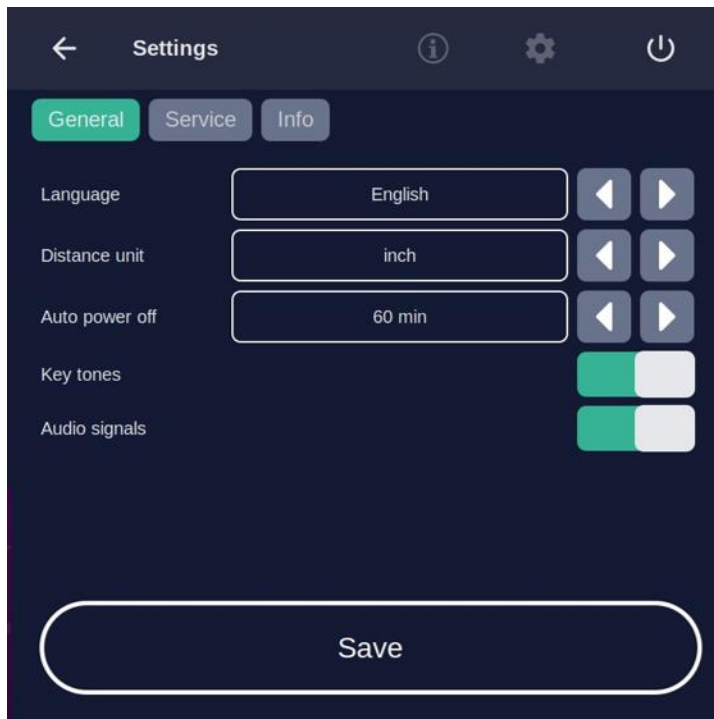 Settings
General Service Info
Language English
Distance unit inch
Auto power off 60 min
Key tones
Audio signals
Save